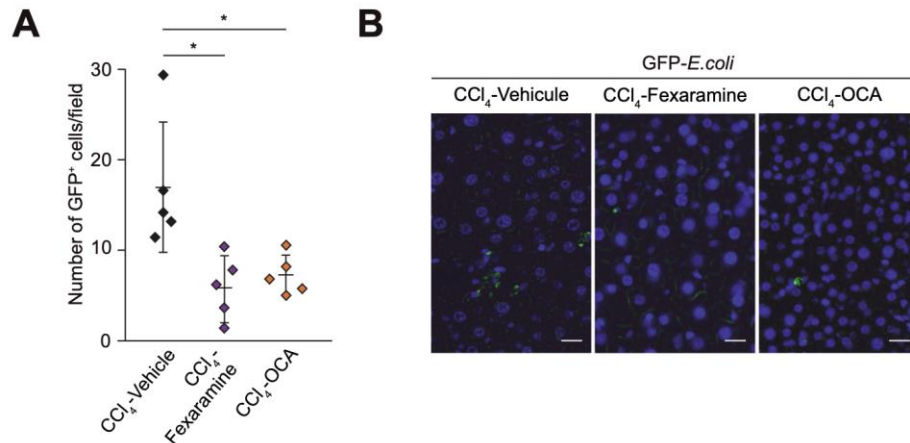 A
*
*
30
20
10
0
Number of GFP⁺ cells/field
CCl₄-Vehicle
CCl₄-
Fexaramine
CCl₄-OCA
B
GFP-E.coli
CCl₄-Vehicule
CCl₄-Fexaramine
CCl₄-OCA